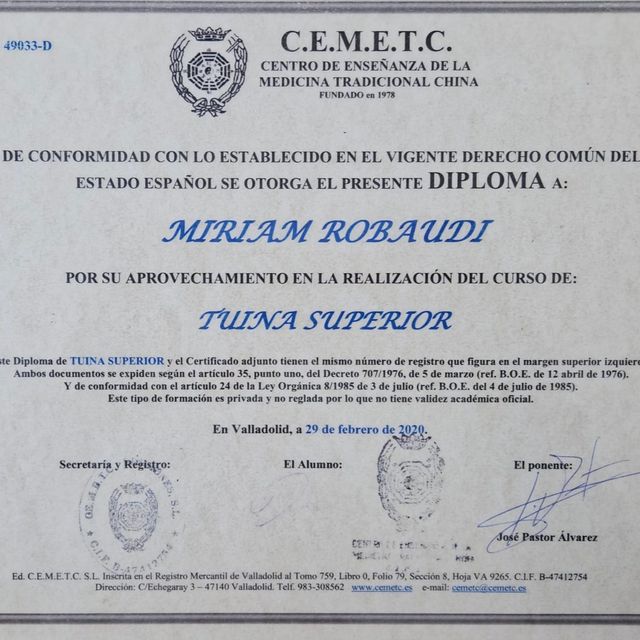 49033-D
C.E.M.E.T.C.
CENTRO DE ENSEÑANZA DE LA
MEDICINA TRADICIONAL CHINA
FUNDADO en 1978
DE CONFORMIDAD CON LO ESTABLECIDO EN EL VIGENTE DERECHO COMÚN DEL
ESTADO ESPAÑOL SE OTORGA EL PRESENTE DIPLOMA A:
MIRIAM ROBAUDI
POR SU APROVECHAMIENTO EN LA REALIZACIÓN DEL CURSO DE:
TUINA SUPERIOR
ste Diploma de TUINA SUPERIOR y el Certificado adjunto tienen el mismo número de registro que figura en el margen superior izquier
Ambos documentos se expiden según el artículo 35, punto uno, del Decreto 707/1976, de 5 de marzo (ref. B.O.E. de 12 abril de 1976).
Y de conformidad con el artículo 24 de la Ley Orgánica 8/1985 de 3 de julio (ref. B.O.E. del 4 de julio de 1985).
Este tipo de formación es privada y no reglada por lo que no tiene validez académica oficial.
En Valladolid, a 29 de febrero de 2020.
Secretaría y Registro:
El Alumno:
El ponente:
C.I.F. B-47412754
José Pastor Álvarez
Ed. C.E.M.E.T.C. S.L. Inscrita en el Registro Mercantil de Valladolid al Tomo 759, Libro 0, Folio 79, Sección 8, Hoja VA 9265. C.I.F. B-47412754
Dirección: C/Echegaray 3 – 47140 Valladolid. Telf. 983-308562 www.cemetc.es e-mail: cemetc@cemetc.es